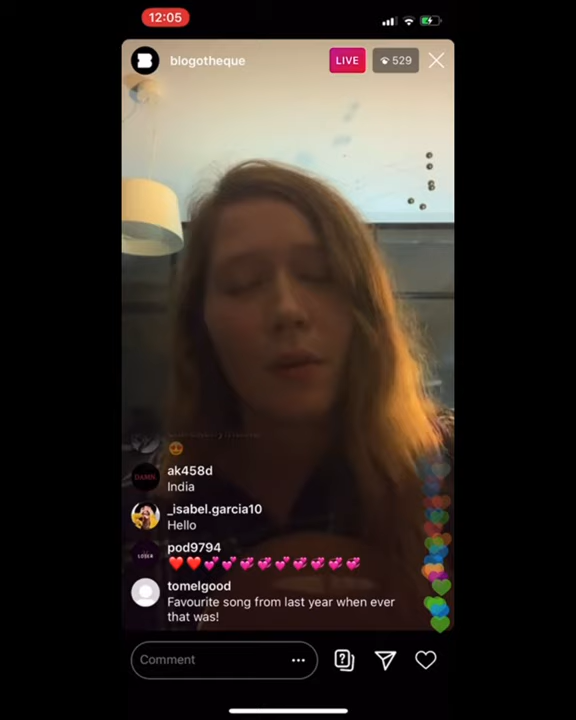 12:05
blogotheque
LIVE
529
ak458d
India
_isabel.garcia10
Hello
pod9794
tomelgood
Favourite song from last year when ever
that was!
Comment